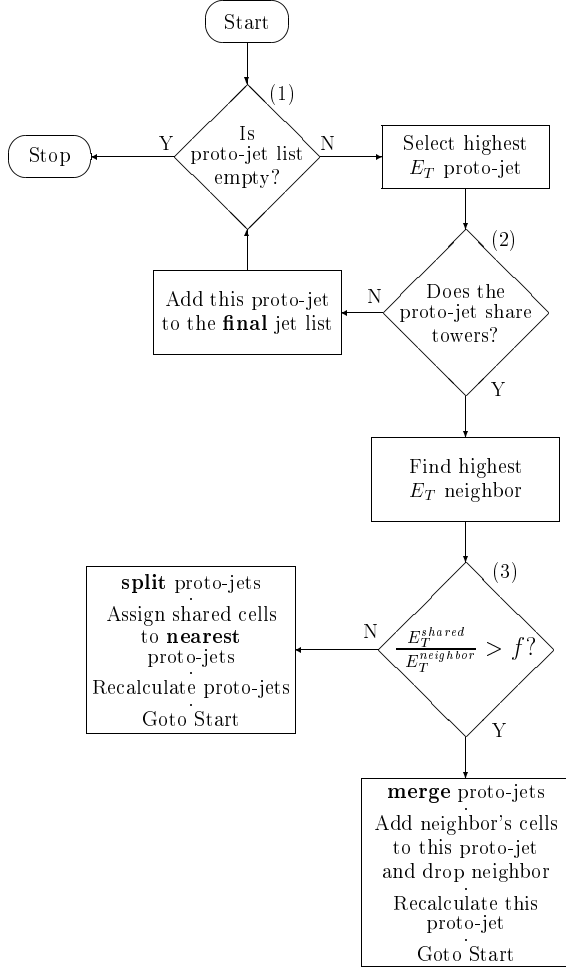 Start
(1)
Is
proto-jet list
empty?
Y
N
Stop
Select highest
E_T proto-jet
(2)
Does the
proto-jet share
towers?
N
Y
Add this proto-jet
to the final jet list
Find highest
E_T neighbor
(3)
E_T^{shared}
E_T^{neighbor} > f?
N
Y
split proto-jets
.
Assign shared cells
to nearest
proto-jets
.
Recalculate proto-jets
.
Goto Start
merge proto-jets
.
Add neighbor's cells
to this proto-jet
and drop neighbor
.
Recalculate this
proto-jet
.
Goto Start